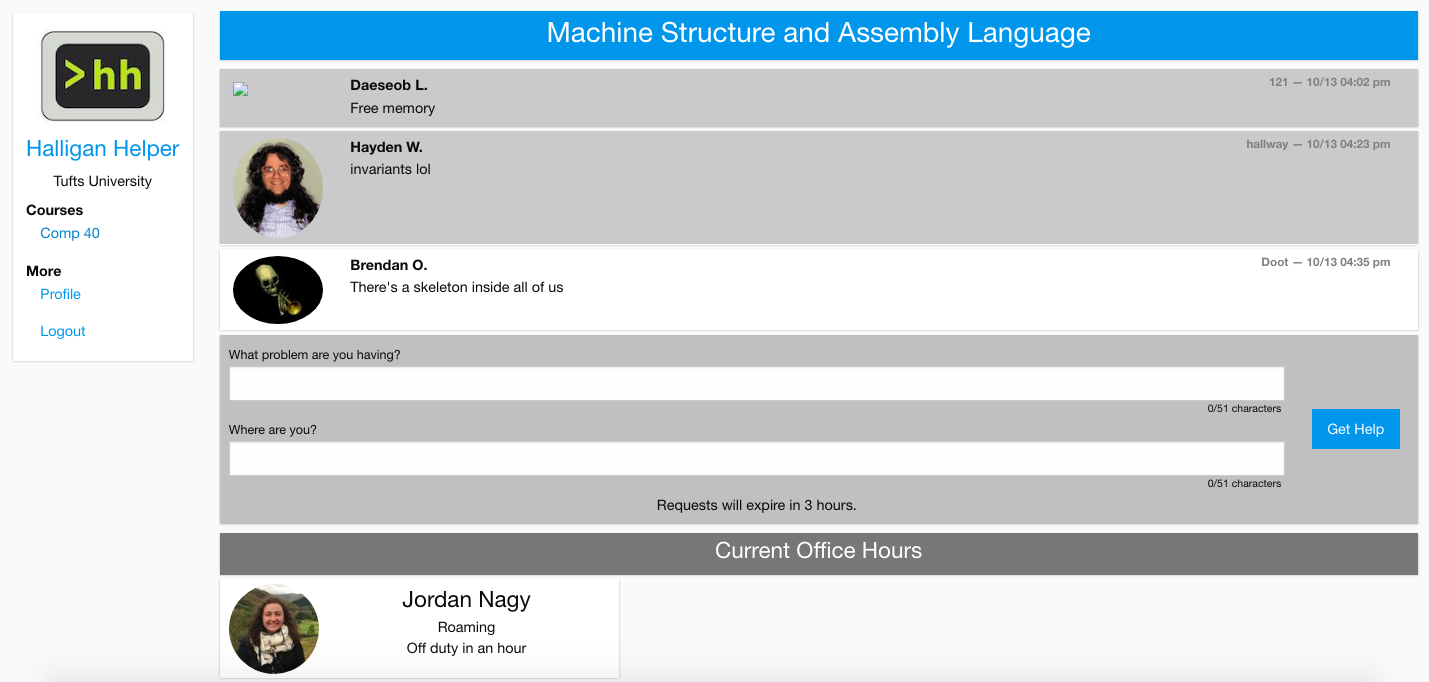 >hh
Halligan Helper
Tufts University
Courses
Comp 40
More
Profile
Logout
Machine Structure and Assembly Language
Daeseob L.
121 — 10/13 04:02 pm
Free memory
Hayden W.
hallway — 10/13 04:23 pm
invariants lol
Brendan O.
Doot — 10/13 04:35 pm
There's a skeleton inside all of us
What problem are you having?
0/51 characters
Where are you?
0/51 characters
Get Help
Requests will expire in 3 hours.
Current Office Hours
Jordan Nagy
Roaming
Off duty in an hour